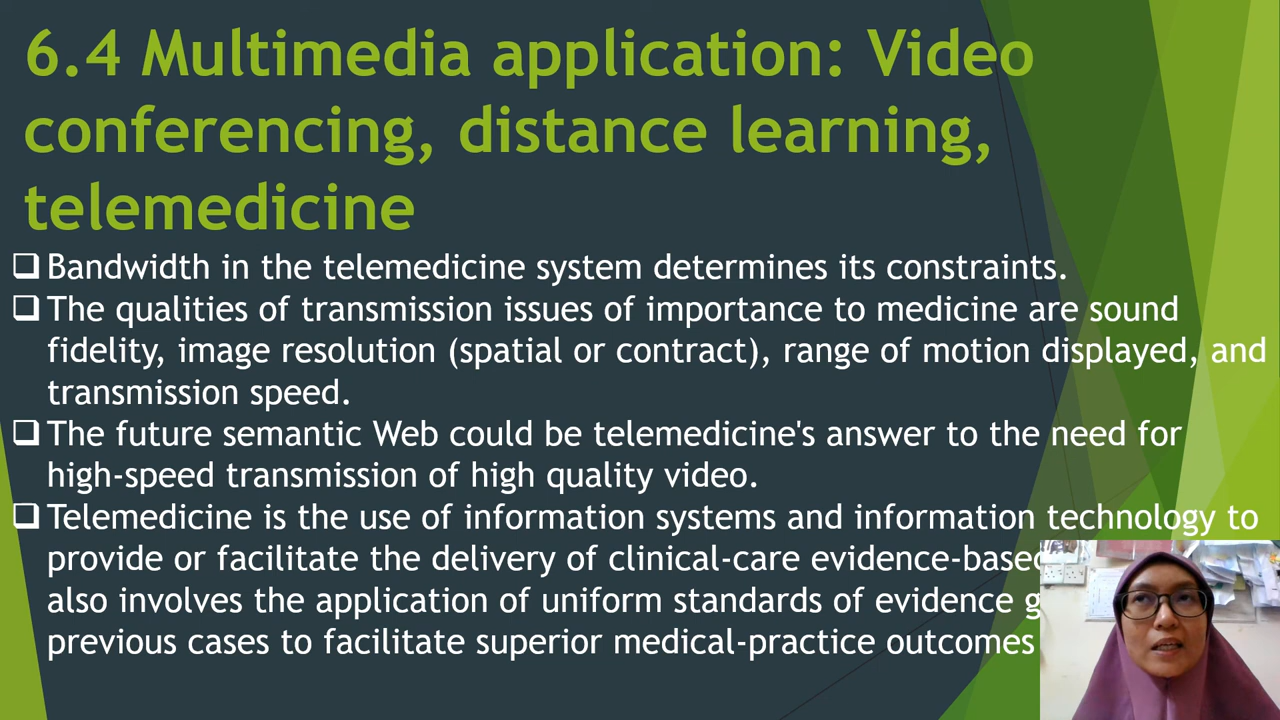 6.4 Multimedia application: Video
conferencing, distance learning,
telemedicine
❑ Bandwidth in the telemedicine system determines its constraints.
❑ The qualities of transmission issues of importance to medicine are sound
fidelity, image resolution (spatial or contract), range of motion displayed, and
transmission speed.
❑ The future semantic Web could be telemedicine's answer to the need for
high-speed transmission of high quality video.
❑ Telemedicine is the use of information systems and information technology to
provide or facilitate the delivery of clinical-care evidence-based
also involves the application of uniform standards of evidence g
previous cases to facilitate superior medical-practice outcomes